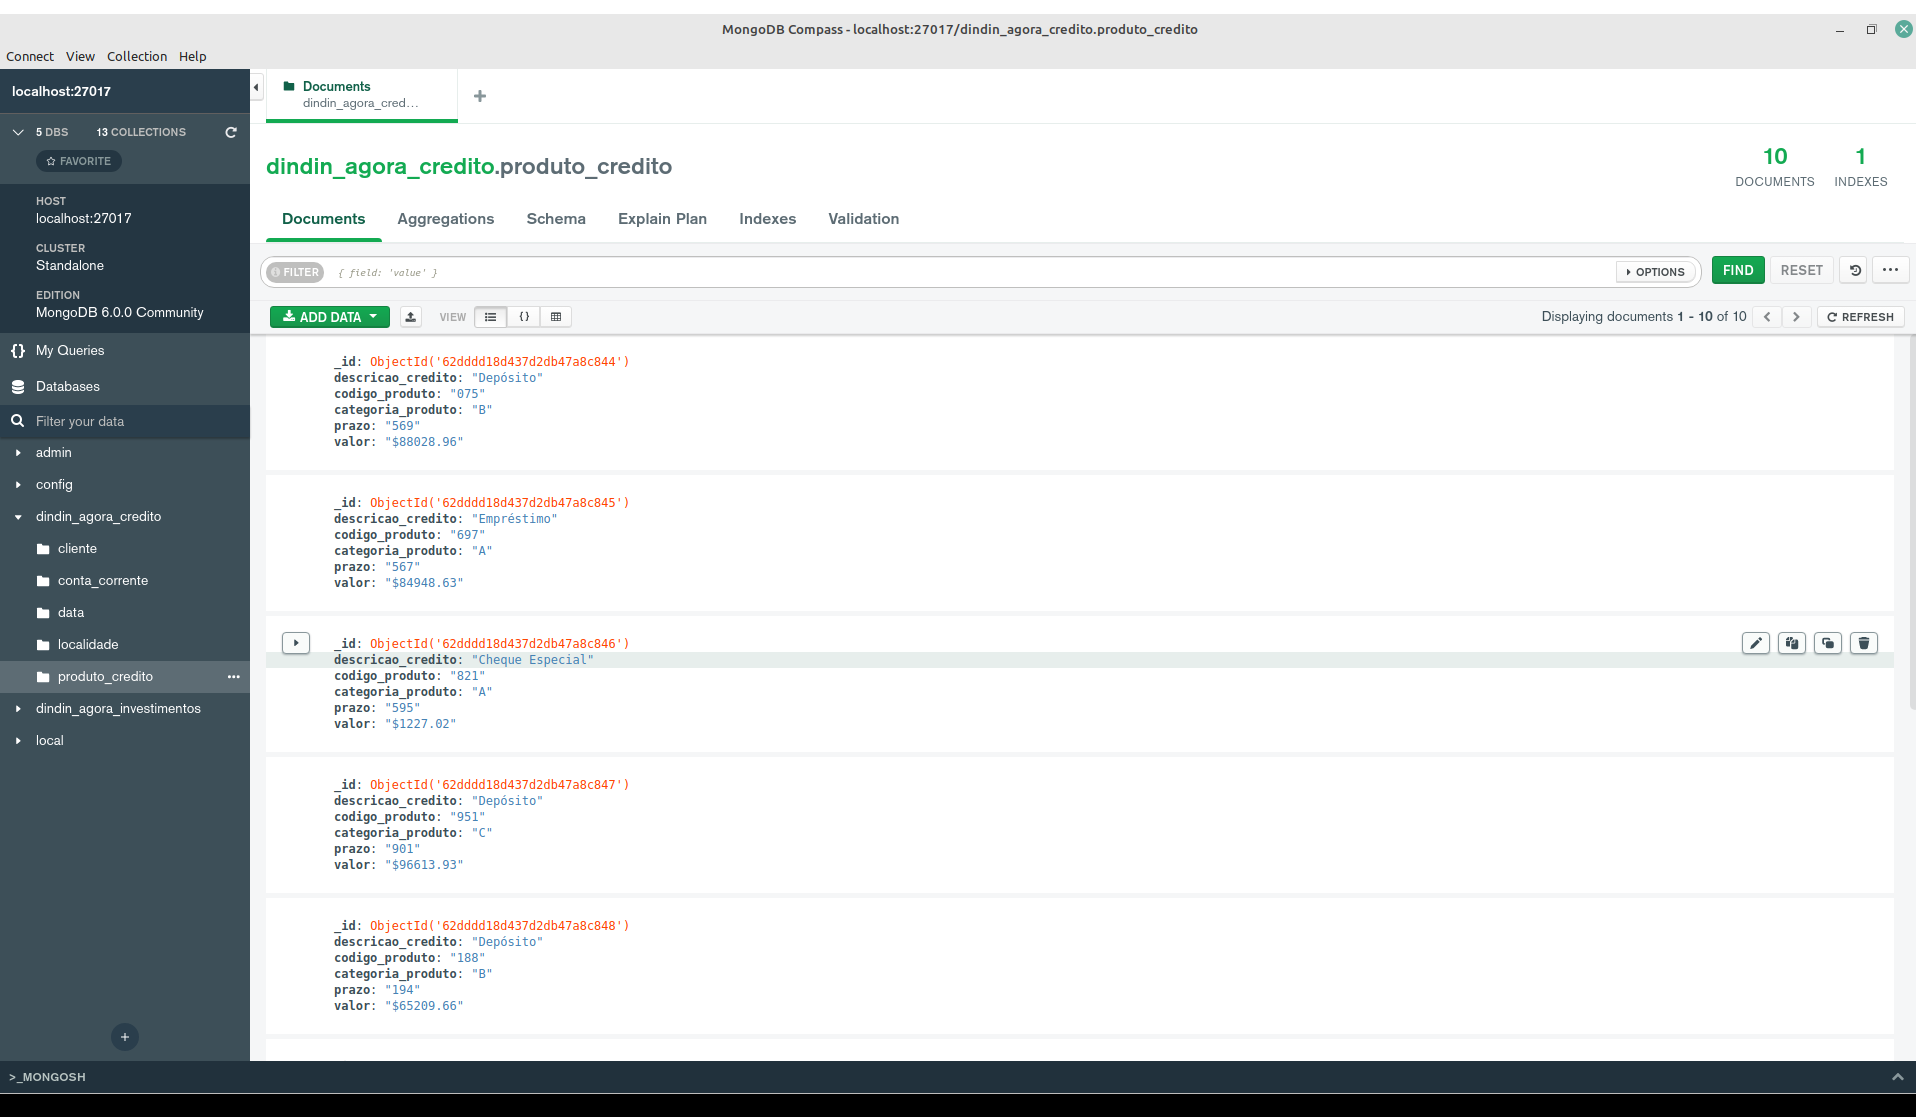 MongoDB Compass - localhost:27017/dindin_agora_credito.produto_credito
Connect View Collection Help
localhost:27017
5 DBS 13 COLLECTIONS
FAVORITE
HOST
localhost:27017
CLUSTER
Standalone
EDITION
MongoDB 6.0.0 Community
{} My Queries
Databases
Filter your data
admin
config
dindin_agora_credito
cliente
conta_corrente
data
localidade
produto_credito ...
dindin_agora_investimentos
local
+
Documents
dindin_agora_cred...
+
dindin_agora_credito.produto_credito
10
DOCUMENTS
1
INDEXES
Documents Aggregations Schema Explain Plan Indexes Validation
FILTER { field: 'value' } OPTIONS FIND RESET ...
ADD DATA VIEW {} Displaying documents 1 - 10 of 10 < > REFRESH
_id: ObjectId('62dddd18d437d2db47a8c844')
descricao_credito: "Depósito"
codigo_produto: "075"
categoria_produto: "B"
prazo: "569"
valor: "$88028.96"
_id: ObjectId('62dddd18d437d2db47a8c845')
descricao_credito: "Empréstimo"
codigo_produto: "697"
categoria_produto: "A"
prazo: "567"
valor: "$84948.63"
_id: ObjectId('62dddd18d437d2db47a8c846')
descricao_credito: "Cheque Especial"
codigo_produto: "821"
categoria_produto: "A"
prazo: "595"
valor: "$1227.02"
_id: ObjectId('62dddd18d437d2db47a8c847')
descricao_credito: "Depósito"
codigo_produto: "951"
categoria_produto: "C"
prazo: "901"
valor: "$96613.93"
_id: ObjectId('62dddd18d437d2db47a8c848')
descricao_credito: "Depósito"
codigo_produto: "188"
categoria_produto: "B"
prazo: "194"
valor: "$65209.66"
>_MONGOSH